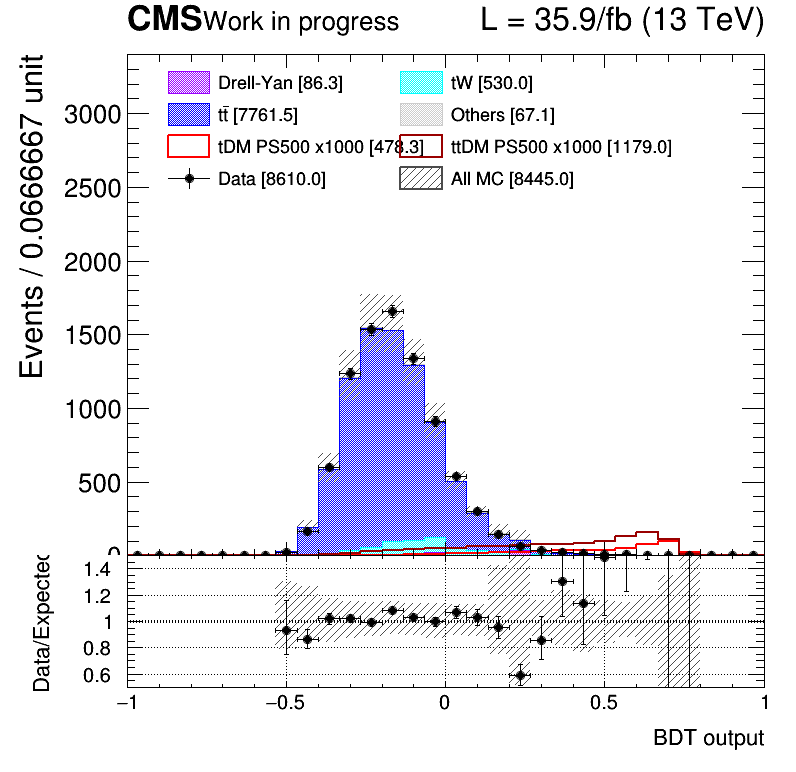 CMS Work in progress L = 35.9/fb (13 TeV)
Events / 0.0666667 unit
Drell-Yan [86.3] tW [530.0]
tt̄ [7761.5] Others [67.1]
tDM PS500 x1000 [478.3] ttDM PS500 x1000 [1179.0]
Data [8610.0] All MC [8445.0]
3000
2500
2000
1500
1000
500
0
Data/Expected
1.4
1.2
1
0.8
0.6
−1 −0.5 0 0.5 1
BDT output